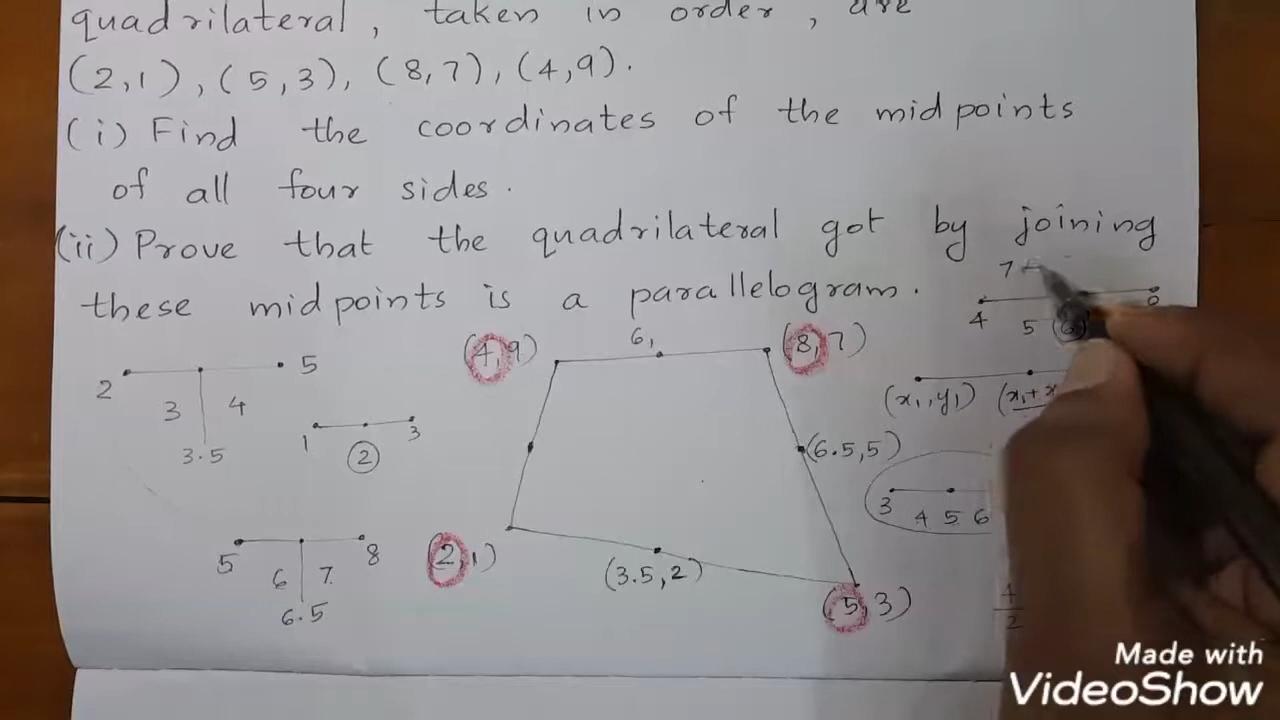 quadrilateral, taken in order, are
(2,1), (5,3), (8,7), (4,9).
(i) Find the coordinates of the midpoints
of all four sides.
(ii) Prove that the quadrilateral got by joining
these midpoints is a parallelogram.
7
4 5 6 8
(4,9) 6, (8,7)
2 3 4 5
3.5
1 2 3
(x₁,y₁) (x₁+x
(6.5,5)
3 4 5 6
5 6 7 8
6.5
(2,1) (3.5,2) (5,3)
4/2
Made with
VideoShow